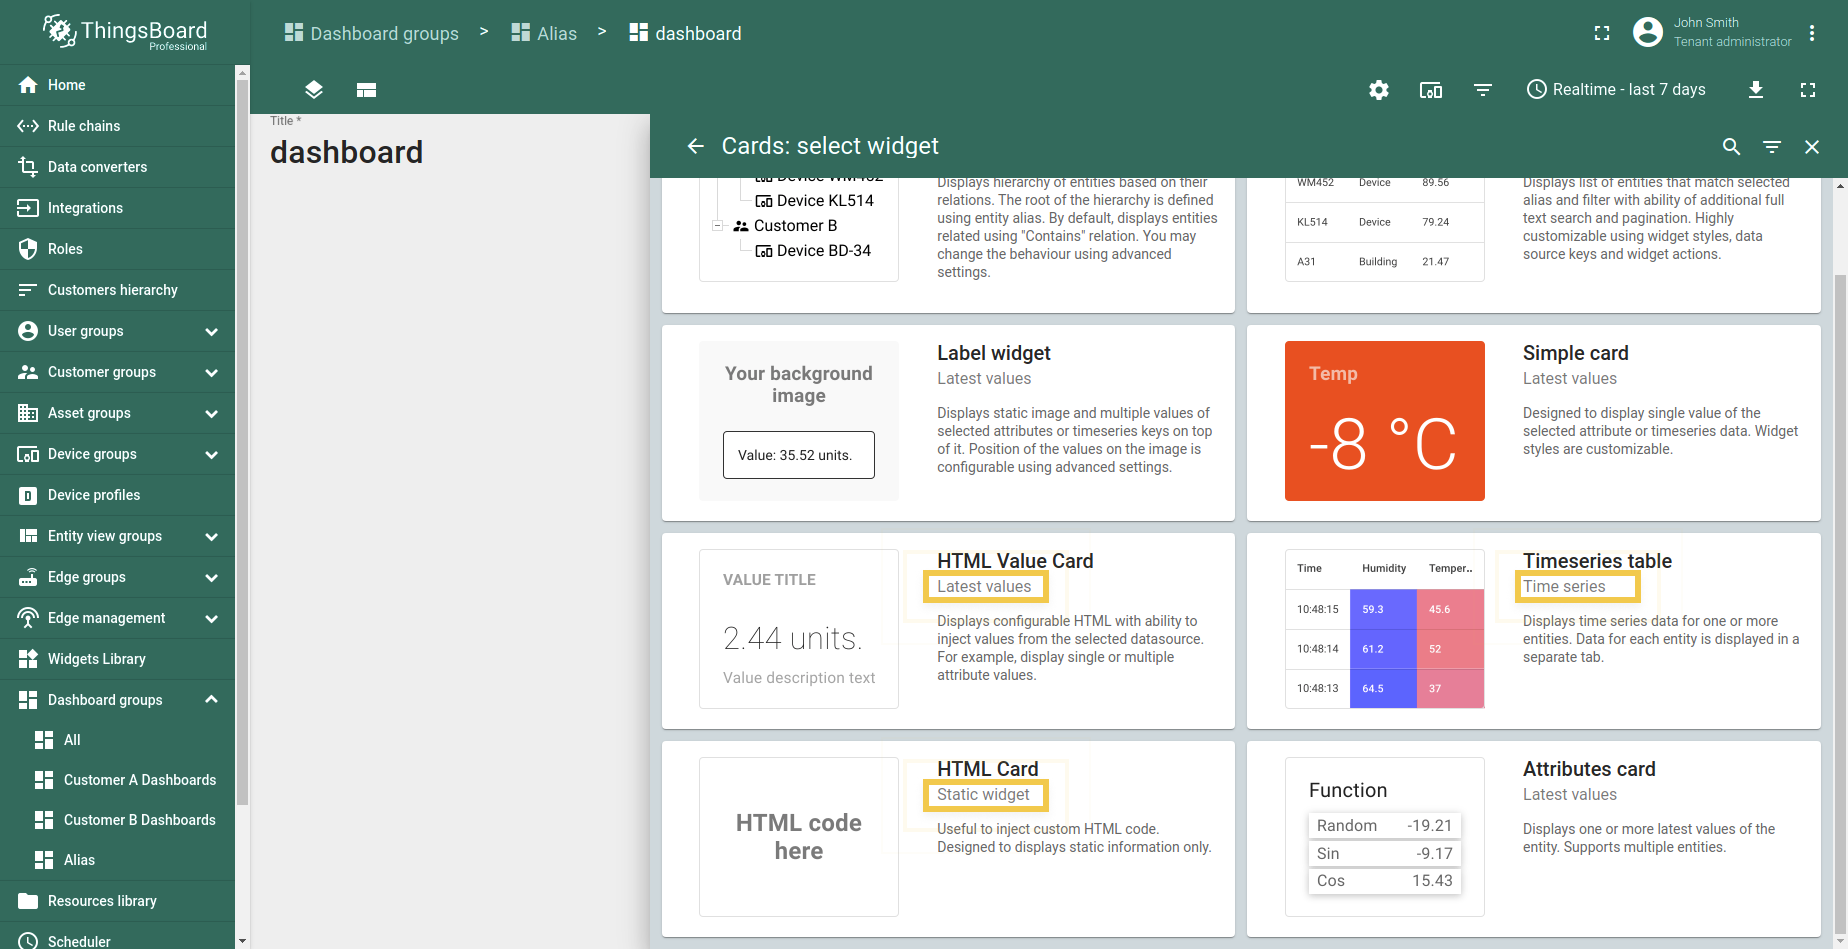 ThingsBoard
Professional
Dashboard groups > Alias > dashboard
John Smith
Tenant administrator
Realtime - last 7 days
Home
Rule chains
Data converters
Integrations
Roles
Customers hierarchy
User groups
Customer groups
Asset groups
Device groups
Device profiles
Entity view groups
Edge groups
Edge management
Widgets Library
Dashboard groups
All
Customer A Dashboards
Customer B Dashboards
Alias
Resources library
Scheduler
Title *
dashboard
Cards: select widget
Device WM452
Device KL514
Customer B
Device BD-34
Displays hierarchy of entities based on their
relations. The root of the hierarchy is defined
using entity alias. By default, displays entities
related using "Contains" relation. You may
change the behaviour using advanced
settings.
WM452 Device 89.56
KL514 Device 79.24
A31 Building 21.47
Displays list of entities that match selected
alias and filter with ability of additional full
text search and pagination. Highly
customizable using widget styles, data
source keys and widget actions.
Your background
image
Value: 35.52 units.
Label widget
Latest values
Displays static image and multiple values of
selected attributes or timeseries keys on top
of it. Position of the values on the image is
configurable using advanced settings.
Temp
-8 °C
Simple card
Latest values
Designed to display single value of the
selected attribute or timeseries data. Widget
styles are customizable.
VALUE TITLE
2.44 units.
Value description text
HTML Value Card
Latest values
Displays configurable HTML with ability to
inject values from the selected datasource.
For example, display single or multiple
attribute values.
Time Humidity Temper..
10:48:15 59.3 45.6
10:48:14 61.2 52
10:48:13 64.5 37
Timeseries table
Time series
Displays time series data for one or more
entities. Data for each entity is displayed in a
separate tab.
HTML code
here
HTML Card
Static widget
Useful to inject custom HTML code.
Designed to displays static information only.
Function
Random -19.21
Sin -9.17
Cos 15.43
Attributes card
Latest values
Displays one or more latest values of the
entity. Supports multiple entities.